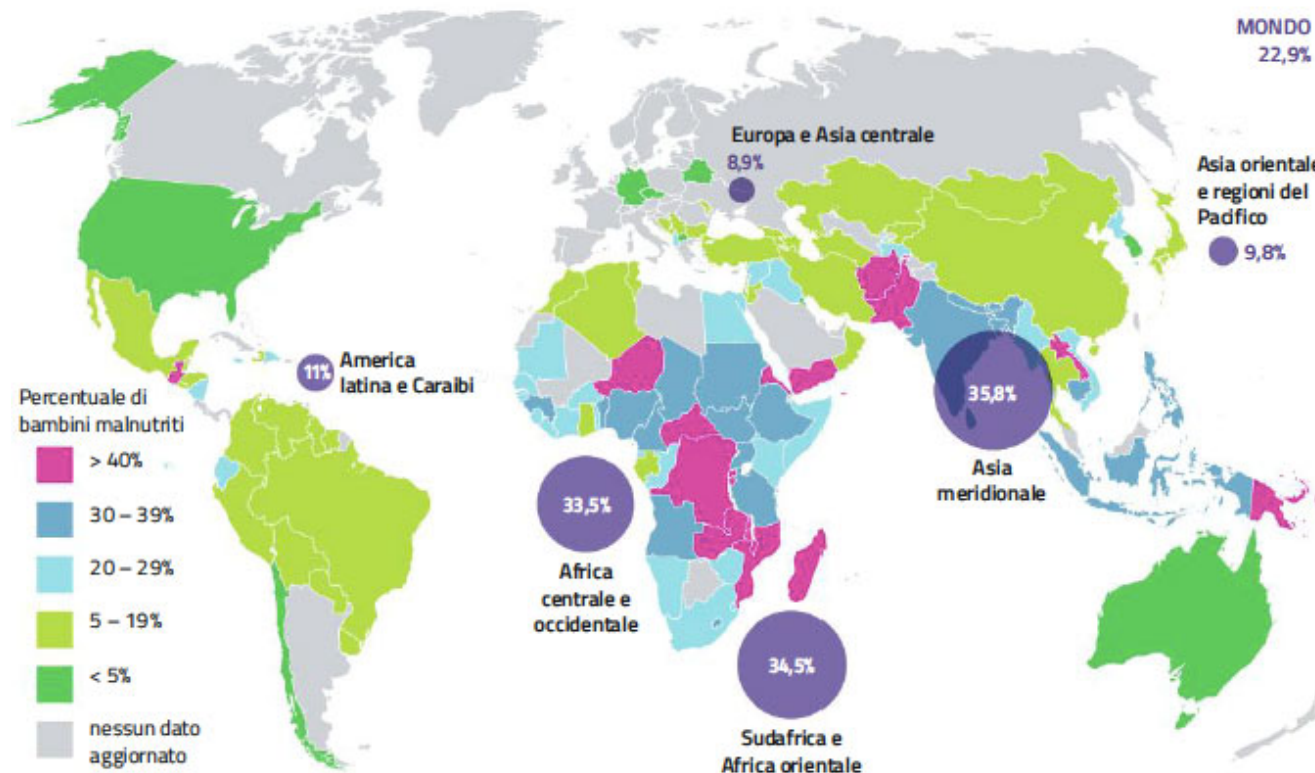 MONDO
22,9%
Europa e Asia centrale
8,9%
Asia orientale
e regioni del
Pacifico
9,8%
11%
America
latina e Caraibi
Percentuale di
bambini malnutriti
> 40%
30 – 39%
20 – 29%
5 – 19%
< 5%
nessun dato
aggiornato
35,8%
Asia
meridionale
33,5%
Africa
centrale e
occidentale
34,5%
Sudafrica e
Africa orientale